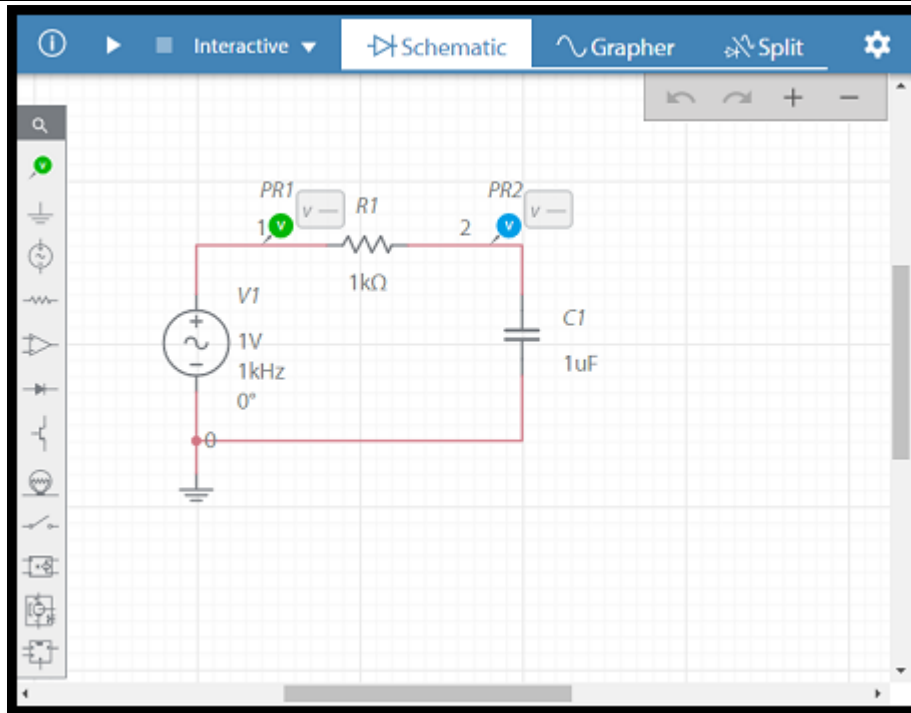 Interactive Schematic Grapher Split
PR1 R1 PR2
V V
1 V 2 V
1kΩ
V1
C1
1V
1uF
1kHz
0°
0